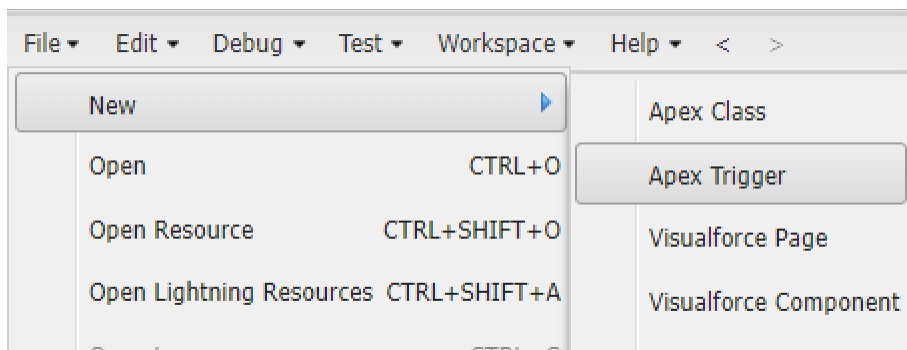 File Edit Debug Test Workspace Help < >
New
Open CTRL+O
Open Resource CTRL+SHIFT+O
Open Lightning Resources CTRL+SHIFT+A
Apex Class
Apex Trigger
Visualforce Page
Visualforce Component